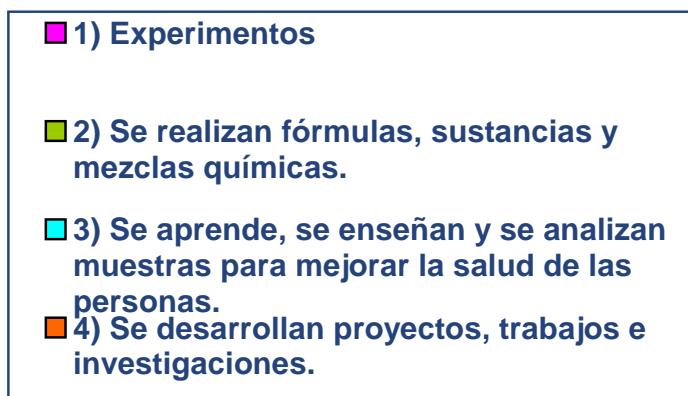 1) Experimentos
2) Se realizan fórmulas, sustancias y
mezclas químicas.
3) Se aprende, se enseñan y se analizan
muestras para mejorar la salud de las
personas.
4) Se desarrollan proyectos, trabajos e
investigaciones.